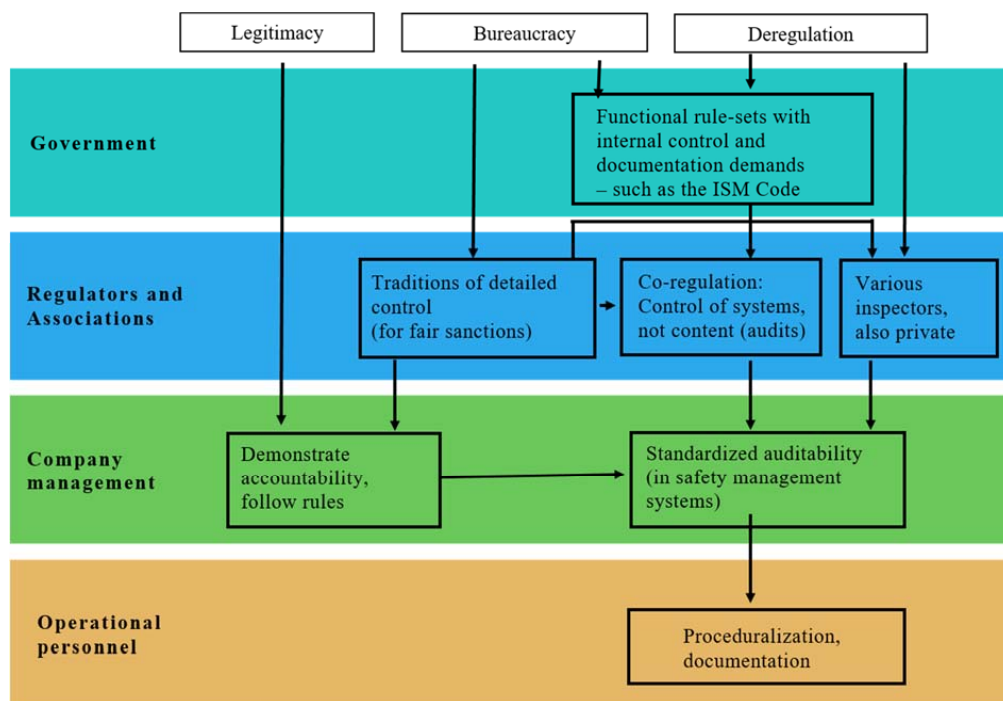 Legitimacy
Bureaucracy
Deregulation
Government
Functional rule-sets with
internal control and
documentation demands
– such as the ISM Code
Regulators and
Associations
Traditions of detailed
control
(for fair sanctions)
Co-regulation:
Control of systems,
not content (audits)
Various
inspectors,
also private
Company
management
Demonstrate
accountability,
follow rules
Standardized auditability
(in safety management
systems)
Operational
personnel
Proceduralization,
documentation